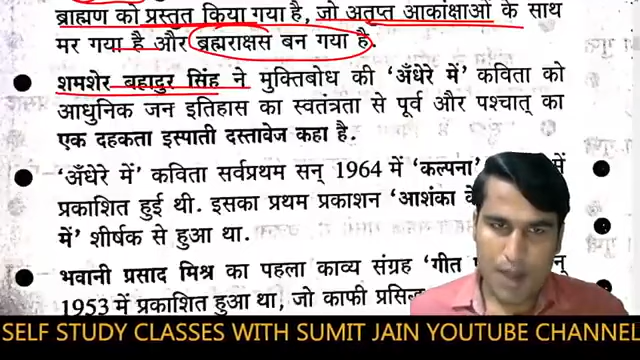 ब्राह्मण को प्रस्तुत किया गया है, जो अतृप्त आकांक्षाओं के साथ
मर गया है और ब्रह्मराक्षस बन गया है.
शमशेर बहादुर सिंह ने मुक्तिबोध की 'अँधेरे में' कविता को
आधुनिक जन इतिहास का स्वतंत्रता से पूर्व और पश्चात् का
एक दहकता इस्पाती दस्तावेज कहा है.
'अँधेरे में' कविता सर्वप्रथम सन् 1964 में 'कल्पना' में
प्रकाशित हुई थी. इसका प्रथम प्रकाशन 'आशंका के
में' शीर्षक से हुआ था.
भवानी प्रसाद मिश्र का पहला काव्य संग्रह 'गीत
1953 में प्रकाशित हुआ था, जो काफी प्रसिद्ध
SELF STUDY CLASSES WITH SUMIT JAIN YOUTUBE CHANNEL